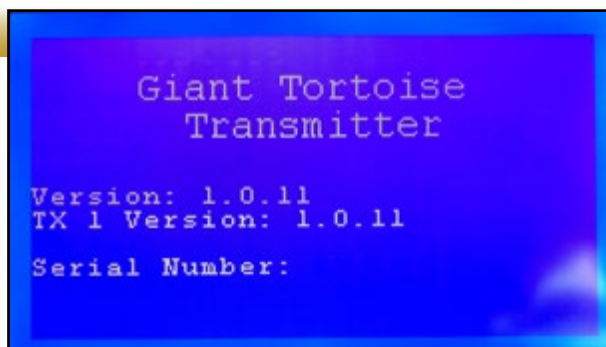 Giant Tortoise
Transmitter
Version: 1.0.11
TX 1 Version: 1.0.11
Serial Number: